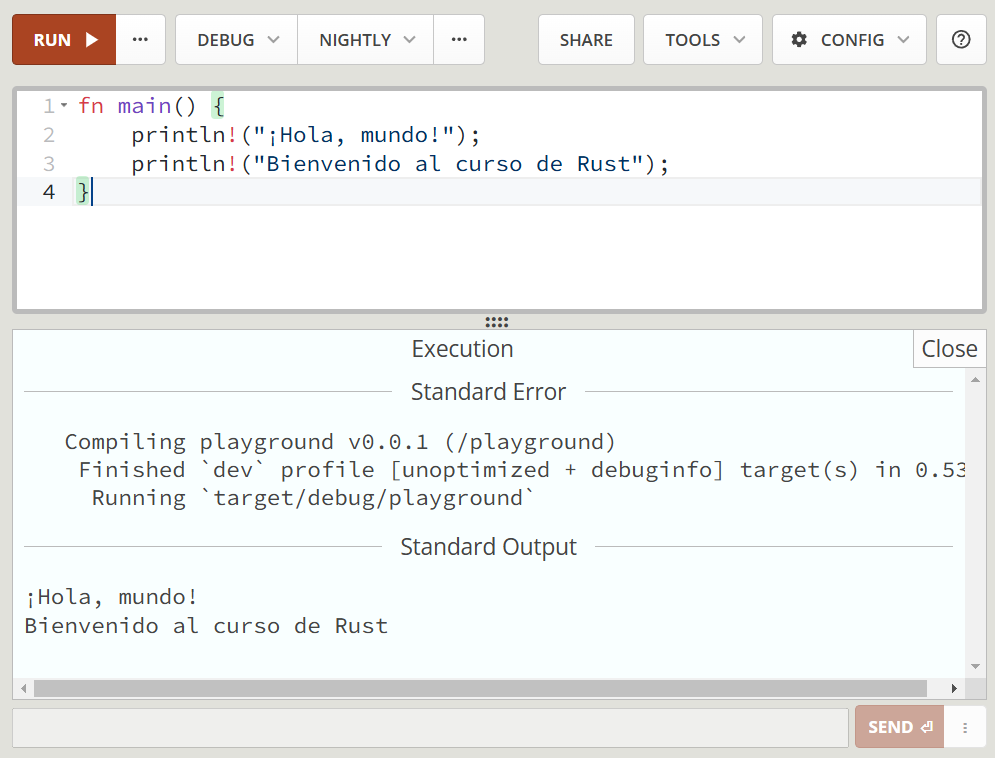 RUN ▶ ··· DEBUG NIGHTLY ··· SHARE TOOLS CONFIG ?
1 fn main() {
2     println!("¡Hola, mundo!");
3     println!("Bienvenido al curso de Rust");
4 }
Execution
Close
Standard Error
   Compiling playground v0.0.1 (/playground)
    Finished `dev` profile [unoptimized + debuginfo] target(s) in 0.53
     Running `target/debug/playground`
Standard Output
¡Hola, mundo!
Bienvenido al curso de Rust
SEND